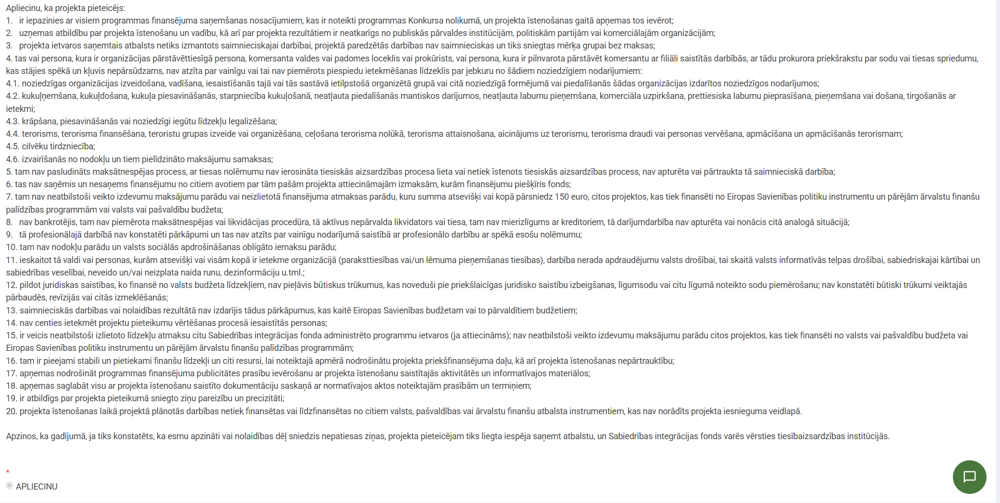 Apliecinu, ka projekta pieteicējs:
1. ir iepazinies ar visiem programmas finansējuma saņemšanas nosacījumiem, kas ir noteikti programmas Konkursa nolikumā, un projekta īstenošanas gaitā apņemas tos ievērot;
2. uzņemas atbildību par projekta īstenošanu un vadību, kā arī par projekta rezultātiem ir neatkarīgs no publiskās pārvaldes institūcijām, politiskām partijām vai komerciālajām organizācijām;
3. projekta ietvaros saņemtais atbalsts netiks izmantots saimnieciskajai darbībai, projektā paredzētās darbības nav saimnieciskas un tiks sniegtas mērķa grupai bez maksas;
4. tas vai persona, kura ir organizācijas pārstāvēttiesīgā persona, komersanta valdes vai padomes loceklis vai prokūrists, vai persona, kura ir pilnvarota pārstāvēt komersantu ar filiāli saistītās darbībās, ar tādu prokurora priekšrakstu par sodu vai tiesas spriedumu,
kas stājies spēkā un kļuvis nepārsūdzams, nav atzīta par vainīgu vai tai nav piemērots piespiedu ietekmēšanas līdzeklis par jebkuru no šādiem noziedzīgiem nodarījumiem:
4.1. noziedzīgas organizācijas izveidošana, vadīšana, iesaistīšanās tajā vai tās sastāvā ietilpstošā organizētā grupā vai citā noziedzīgā formējumā vai piedalīšanās šādas organizācijas izdarītos noziedzīgos nodarījumos;
4.2. kukuļņemšana, kukuļdošana, kukuļa piesavināšanās, starpniecība kukuļošanā, neatļauta piedalīšanās mantiskos darījumos, neatļauta labumu pieņemšana, komerciāla uzpirkšana, prettiesiska labumu pieprasīšana, pieņemšana vai došana, tirgošanās ar
ietekmi;
4.3. krāpšana, piesavināšanās vai noziedzīgi iegūtu līdzekļu legalizēšana;
4.4. terorisms, terorisma finansēšana, teroristu grupas izveide vai organizēšana, ceļošana terorisma nolūkā, terorisma attaisnošana, aicinājums uz terorismu, terorisma draudi vai personas vervēšana, apmācīšana un apmācīšanās terorismam;
4.5. cilvēku tirdzniecība;
4.6. izvairīšanās no nodokļu un tiem pielīdzināto maksājumu samaksas;
5. tam nav pasludināts maksātnespējas process, ar tiesas nolēmumu nav ierosināta tiesiskās aizsardzības procesa lieta vai netiek īstenots tiesiskās aizsardzības process, nav apturēta vai pārtraukta tā saimnieciskā darbība;
6. tas nav saņēmis un nesaņems finansējumu no citiem avotiem par tām pašām projekta attiecināmajām izmaksām, kurām finansējumu piešķīris fonds;
7. tam nav neatbilstoši veikto izdevumu maksājumu parādu vai neizlietotā finansējuma atmaksas parādu, kuru summa atsevišķi vai kopā pārsniedz 150 euro, citos projektos, kas tiek finansēti no Eiropas Savienības politiku instrumentu un pārējām ārvalstu finanšu
palīdzības programmām vai valsts vai pašvaldību budžeta;
8. nav bankrotējis, tam nav piemērota maksātnespējas vai likvidācijas procedūra, tā aktīvus nepārvalda likvidators vai tiesa, tam nav mierizlīgums ar kreditoriem, tā darījumdarbība nav apturēta vai nonācis citā analogā situācijā;
9. tā profesionālajā darbībā nav konstatēti pārkāpumi un tas nav atzīts par vainīgu nodarījumā saistībā ar profesionālo darbību ar spēkā esošu nolēmumu;
10. tam nav nodokļu parādu un valsts sociālās apdrošināšanas obligāto iemaksu parādu;
11. ieskaitot tā valdi vai personas, kurām atsevišķi vai visām kopā ir ietekme organizācijā (paraksttiesības vai/un lēmuma pieņemšanas tiesības), darbība nerada apdraudējumu valsts drošībai, tai skaitā valsts informatīvās telpas drošībai, sabiedriskajai kārtībai un
sabiedrības veselībai, neveido un/vai neizplata naida runu, dezinformāciju u.tml.;
12. pildot juridiskas saistības, ko finansē no valsts budžeta līdzekļiem, nav pieļāvis būtiskus trūkumus, kas noveduši pie priekšlaicīgas juridisko saistību izbeigšanas, līgumsodu vai citu līgumā noteikto sodu piemērošanu; nav konstatēti būtiski trūkumi veiktajās
pārbaudēs, revīzijās vai citās izmeklēšanās;
13. saimnieciskās darbības vai nolaidības rezultātā nav izdarījis tādus pārkāpumus, kas kaitē Eiropas Savienības budžetam vai to pārvaldītiem budžetiem;
14. nav centies ietekmēt projektu pieteikumu vērtēšanas procesā iesaistītās personas;
15. ir veicis neatbilstoši izlietoto līdzekļu atmaksu citu Sabiedrības integrācijas fonda administrēto programmu ietvaros (ja attiecināms); nav neatbilstoši veikto izdevumu maksājumu parādu citos projektos, kas tiek finansēti no valsts vai pašvaldību budžeta vai
Eiropas Savienības politiku instrumentu un pārējām ārvalstu finanšu palīdzības programmām;
16. tam ir pieejami stabili un pietiekami finanšu līdzekļi un citi resursi, lai noteiktajā apmērā nodrošinātu projekta priekšfinansējuma daļu, kā arī projekta īstenošanas nepārtrauktību;
17. apņemas nodrošināt programmas finansējuma publicitātes prasību ievērošanu ar projekta īstenošanu saistītajās aktivitātēs un informatīvajos materiālos;
18. apņemas saglabāt visu ar projekta īstenošanu saistīto dokumentāciju saskaņā ar normatīvajos aktos noteiktajām prasībām un termiņiem;
19. ir atbildīgs par projekta pieteikumā sniegto ziņu pareizību un precizitāti;
20. projekta īstenošanas laikā projektā plānotās darbības netiek finansētas vai līdzfinansētas no citiem valsts, pašvaldības vai ārvalstu finanšu atbalsta instrumentiem, kas nav norādīts projekta iesnieguma veidlapā.
Apzinos, ka gadījumā, ja tiks konstatēts, ka esmu apzināti vai nolaidības dēļ sniedzis nepatiesas ziņas, projekta pieteicējam tiks liegta iespēja saņemt atbalstu, un Sabiedrības integrācijas fonds varēs vērsties tiesībaizsardzības institūcijās.
*
APLIECINU